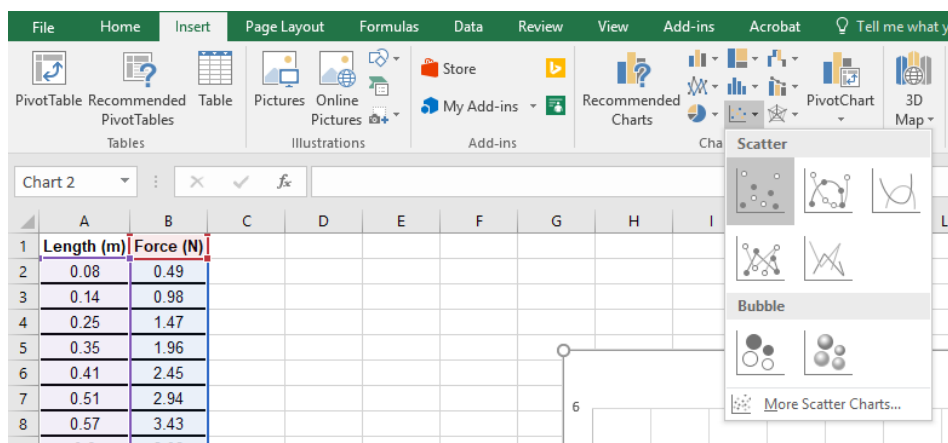 File Home Insert Page Layout Formulas Data Review View Add-ins Acrobat Tell me what y
PivotTable Recommended PivotTables Table
Tables
Pictures Online Pictures
Illustrations
Store
My Add-ins
Add-ins
Recommended Charts
PivotChart
Cha
3D Map
Chart 2 fx
Scatter
Bubble
More Scatter Charts...
A B C D E F G H I L
1 Length (m) Force (N)
2 0.08 0.49
3 0.14 0.98
4 0.25 1.47
5 0.35 1.96
6 0.41 2.45
7 0.51 2.94
8 0.57 3.43
6